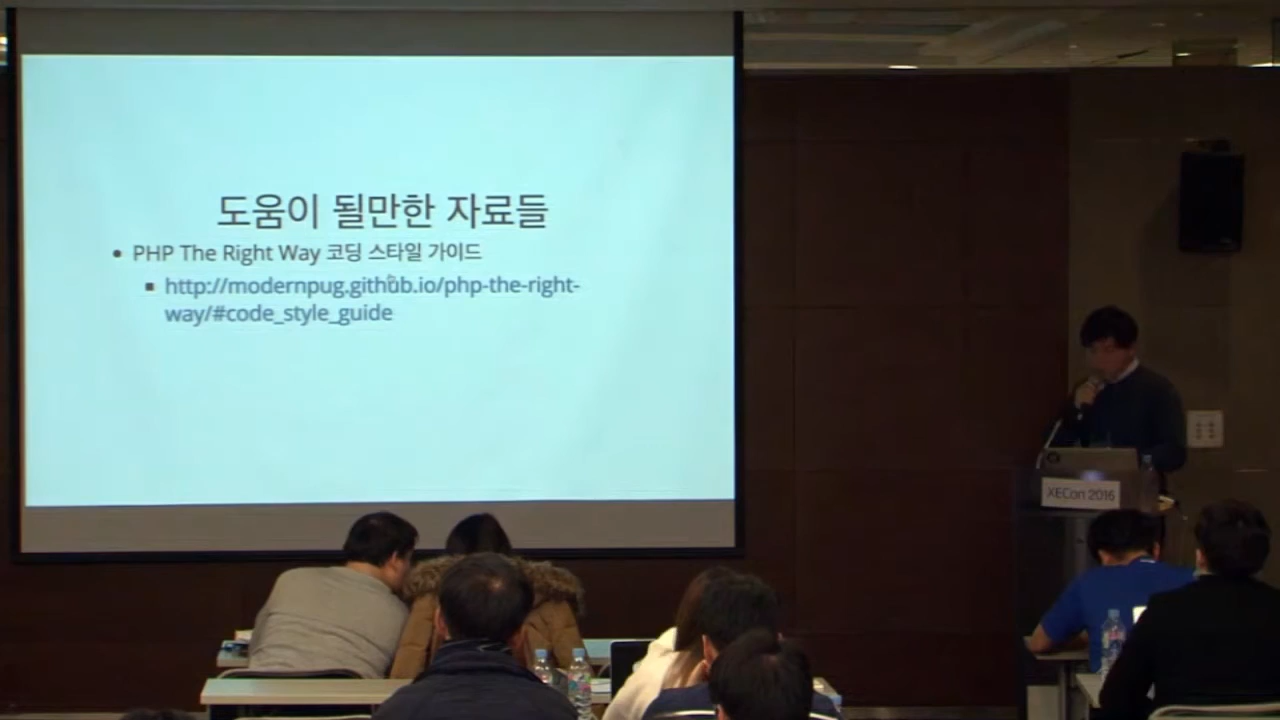 도움이 될만한 자료들
PHP The Right Way 코딩 스타일 가이드
http://modernpug.github.io/php-the-right-
way/#code_style_guide
XECon 2016